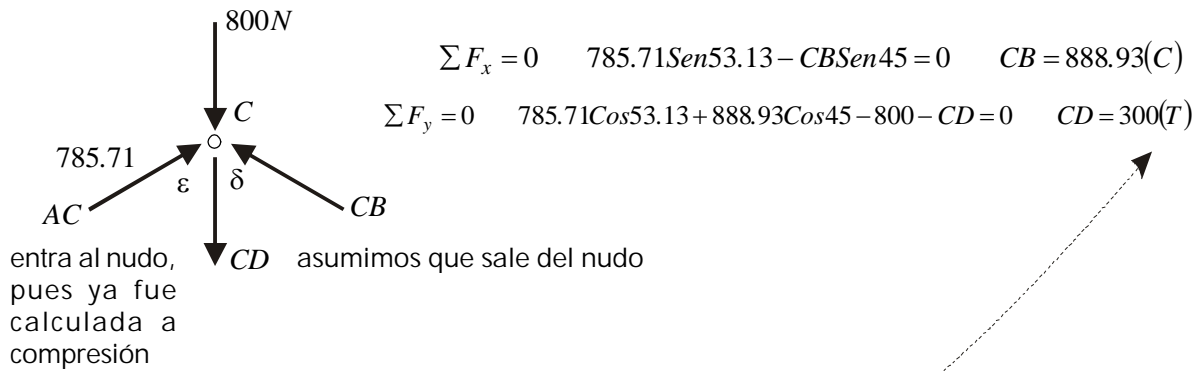 800N
∑ F_x = 0 785.71Sen53.13 − CBSen45 = 0 CB = 888.93(C)
C
∑ F_y = 0 785.71Cos53.13 + 888.93Cos45 − 800 − CD = 0 CD = 300(T)
785.71
ε δ
AC CB
entra al nudo, CD asumimos que sale del nudo
pues ya fue
calculada a
compresión